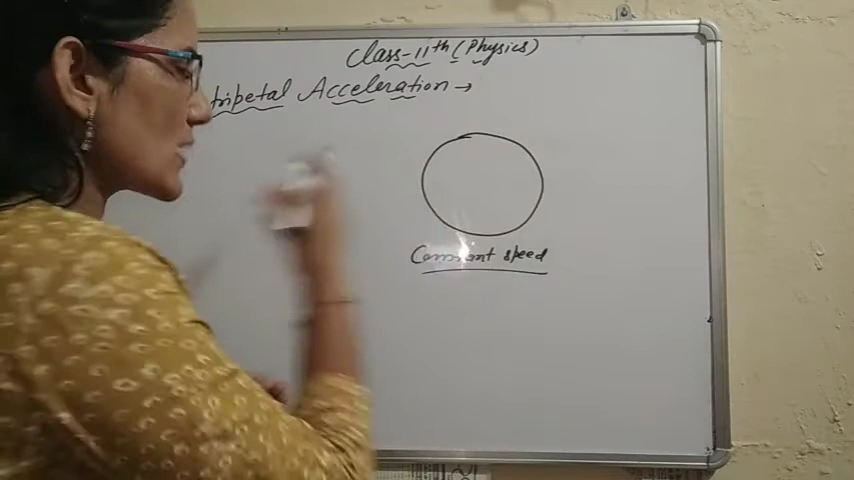 Class-11th (Physics)
tripetal Acceleration →
Constant speed